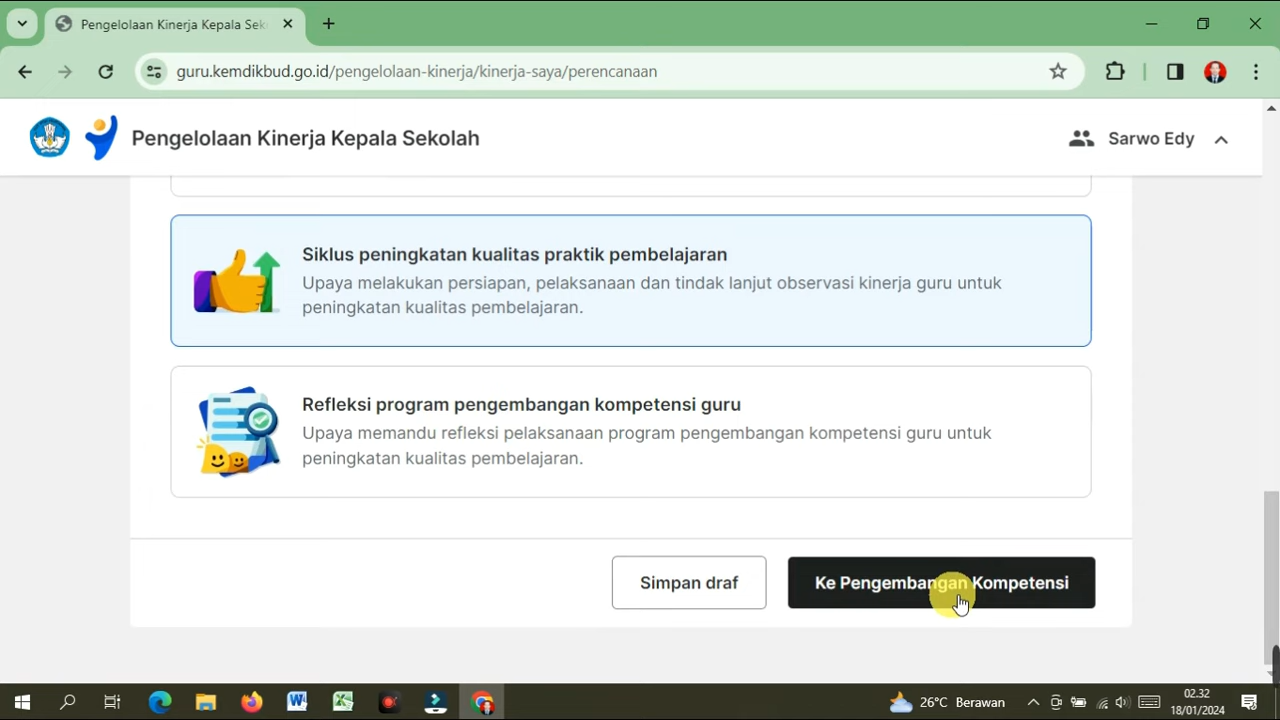 Pengelolaan Kinerja Kepala Sek
guru.kemdikbud.go.id/pengelolaan-kinerja/kinerja-saya/perencanaan
Pengelolaan Kinerja Kepala Sekolah
Sarwo Edy
Siklus peningkatan kualitas praktik pembelajaran
Upaya melakukan persiapan, pelaksanaan dan tindak lanjut observasi kinerja guru untuk
peningkatan kualitas pembelajaran.
Refleksi program pengembangan kompetensi guru
Upaya memandu refleksi pelaksanaan program pengembangan kompetensi guru untuk
peningkatan kualitas pembelajaran.
Simpan draf
Ke Pengembangan Kompetensi
26°C Berawan
02.32
18/01/2024